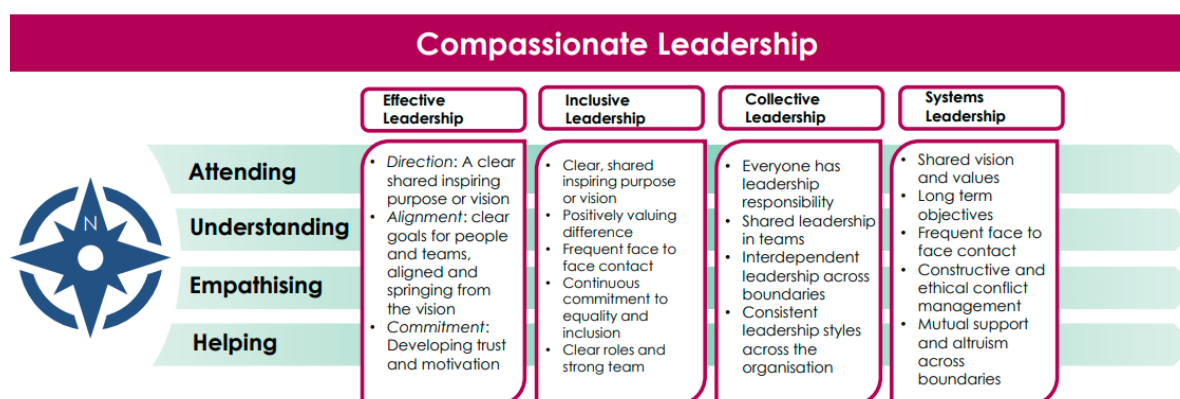 Compassionate Leadership
Effective
Leadership
Inclusive
Leadership
Collective
Leadership
Systems
Leadership
Attending
Understanding
Empathising
Helping
N
• Direction: A clear
shared inspiring
purpose or vision
• Alignment: clear
goals for people
and teams,
aligned and
springing from
the vision
• Commitment:
Developing trust
and motivation
• Clear, shared
inspiring purpose
or vision
• Positively valuing
difference
• Frequent face to
face contact
• Continuous
commitment to
equality and
inclusion
• Clear roles and
strong team
• Everyone has
leadership
responsibility
• Shared leadership
in teams
• Interdependent
leadership across
boundaries
• Consistent
leadership styles
across the
organisation
• Shared vision
and values
• Long term
objectives
• Frequent face to
face contact
• Constructive and
ethical conflict
management
• Mutual support
and altruism
across
boundaries